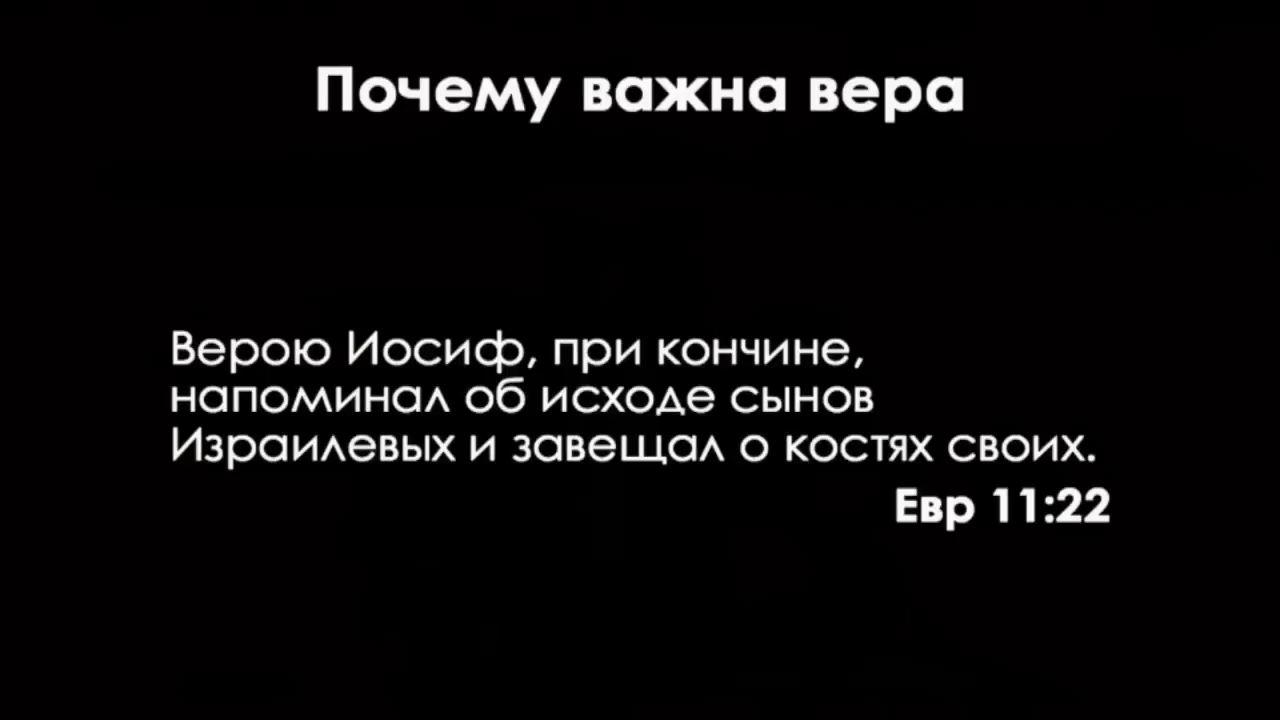 Почему важна вера
Верою Иосиф, при кончине,
напоминал об исходе сынов
Израилевых и завещал о костях своих.
Евр 11:22